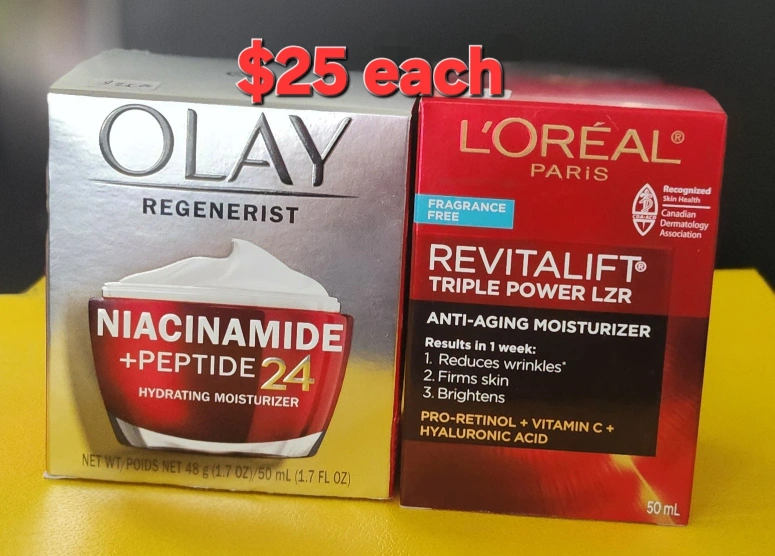 $25 each
OLAY
REGENERIST
NIACINAMIDE
+PEPTIDE 24
HYDRATING MOISTURIZER
NET WT/POIDS NET 48 g (1.7 OZ)/50 mL (1.7 FL OZ)
L'ORÉAL®
PARiS
FRAGRANCE
FREE
Recognized
Skin Health
Canadian
Dermatology
Association
REVITALIFT®
TRIPLE POWER LZR
ANTI-AGING MOISTURIZER
Results in 1 week:
1. Reduces wrinkles*
2. Firms skin
3. Brightens
PRO-RETINOL + VITAMIN C +
HYALURONIC ACID
50 mL